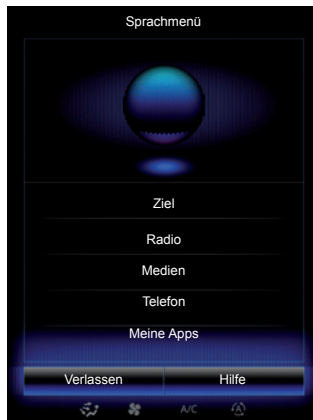 Sprachmenü
Ziel
Radio
Medien
Telefon
Meine Apps
Verlassen Hilfe
A/C A